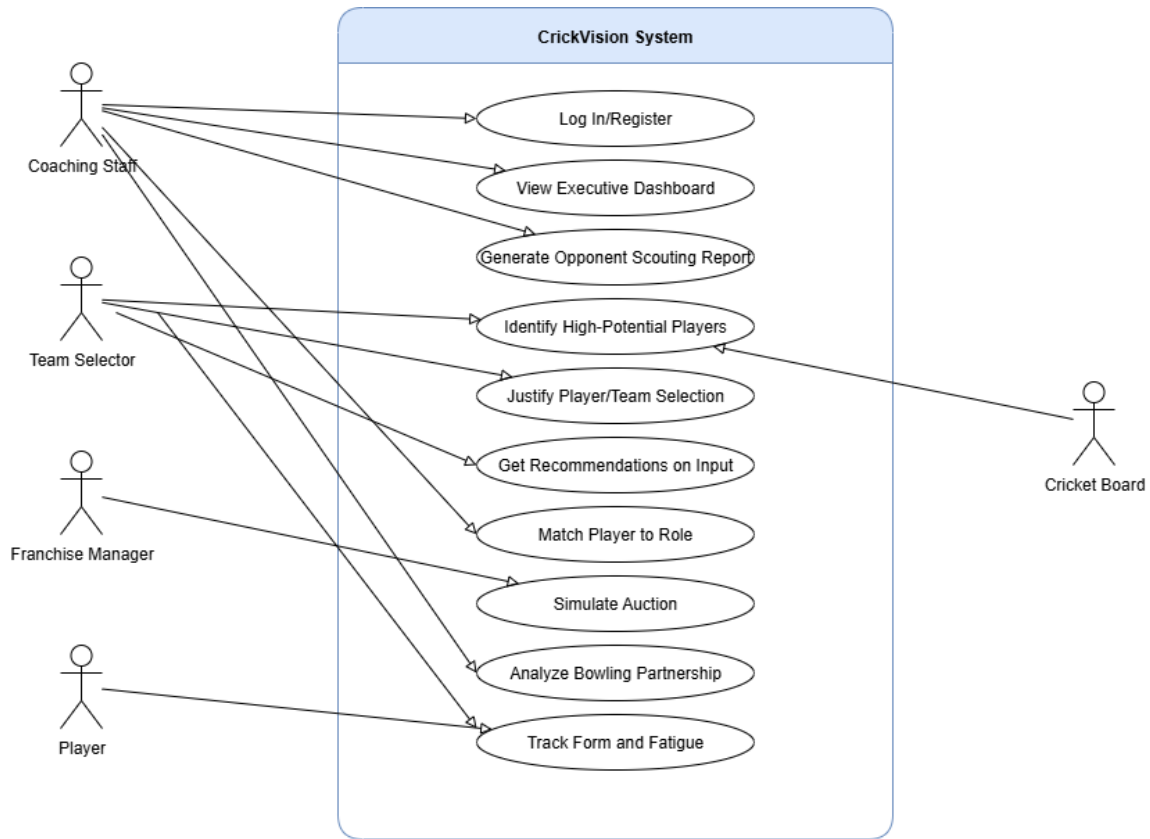 CrickVision System
Log In/Register
Coaching Staff
View Executive Dashboard
Generate Opponent Scouting Report
Identify High-Potential Players
Team Selector
Justify Player/Team Selection
Get Recommendations on Input
Cricket Board
Match Player to Role
Franchise Manager
Simulate Auction
Analyze Bowling Partnership
Track Form and Fatigue
Player